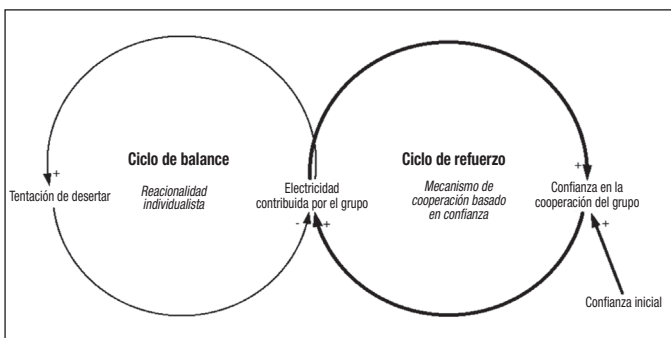 Ciclo de balance
Reacionalidad
individualista
Tentación de desertar
+
Electricidad
contribuida por el grupo
-
+
Ciclo de refuerzo
Mecanismo de
cooperación basado
en confianza
+
Confianza en la
cooperación del grupo
+
Confianza inicial